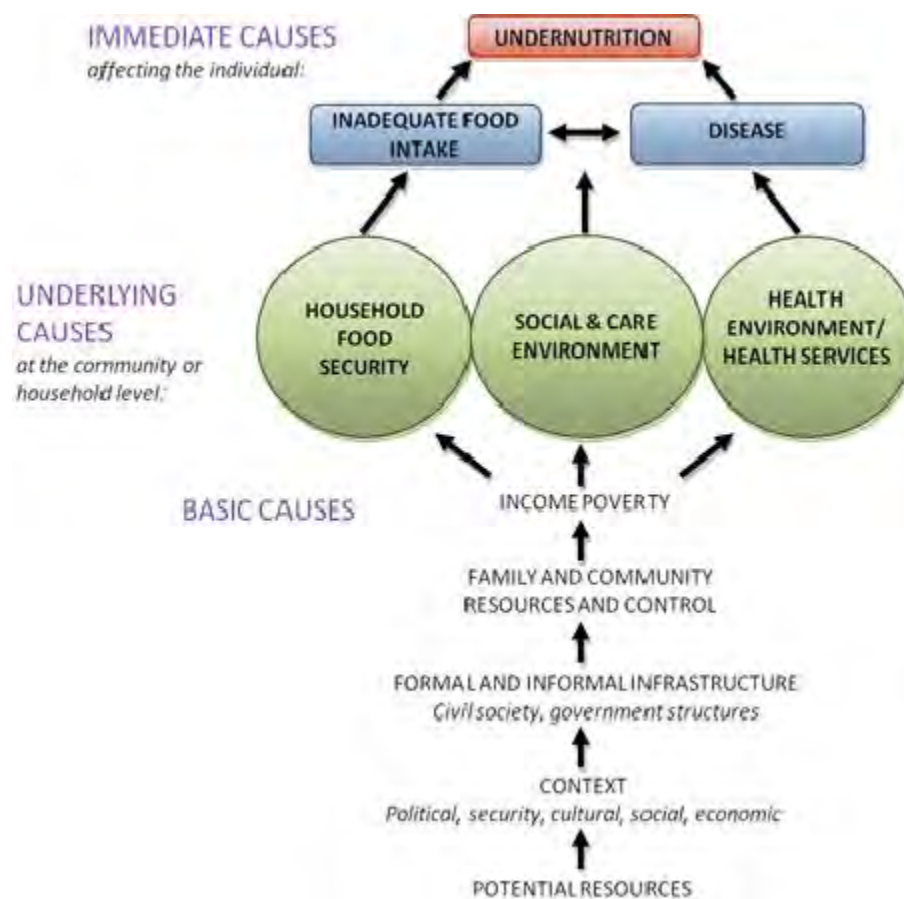 IMMEDIATE CAUSES
affecting the individual:
UNDERNUTRITION
INADEQUATE FOOD
INTAKE
DISEASE
UNDERLYING
CAUSES
at the community or
household level:
HOUSEHOLD
FOOD
SECURITY
SOCIAL & CARE
ENVIRONMENT
HEALTH
ENVIRONMENT/
HEALTH SERVICES
BASIC CAUSES
INCOME POVERTY
FAMILY AND COMMUNITY
RESOURCES AND CONTROL
FORMAL AND INFORMAL INFRASTRUCTURE
Civil society, government structures
CONTEXT
Political, security, cultural, social, economic
POTENTIAL RESOURCES